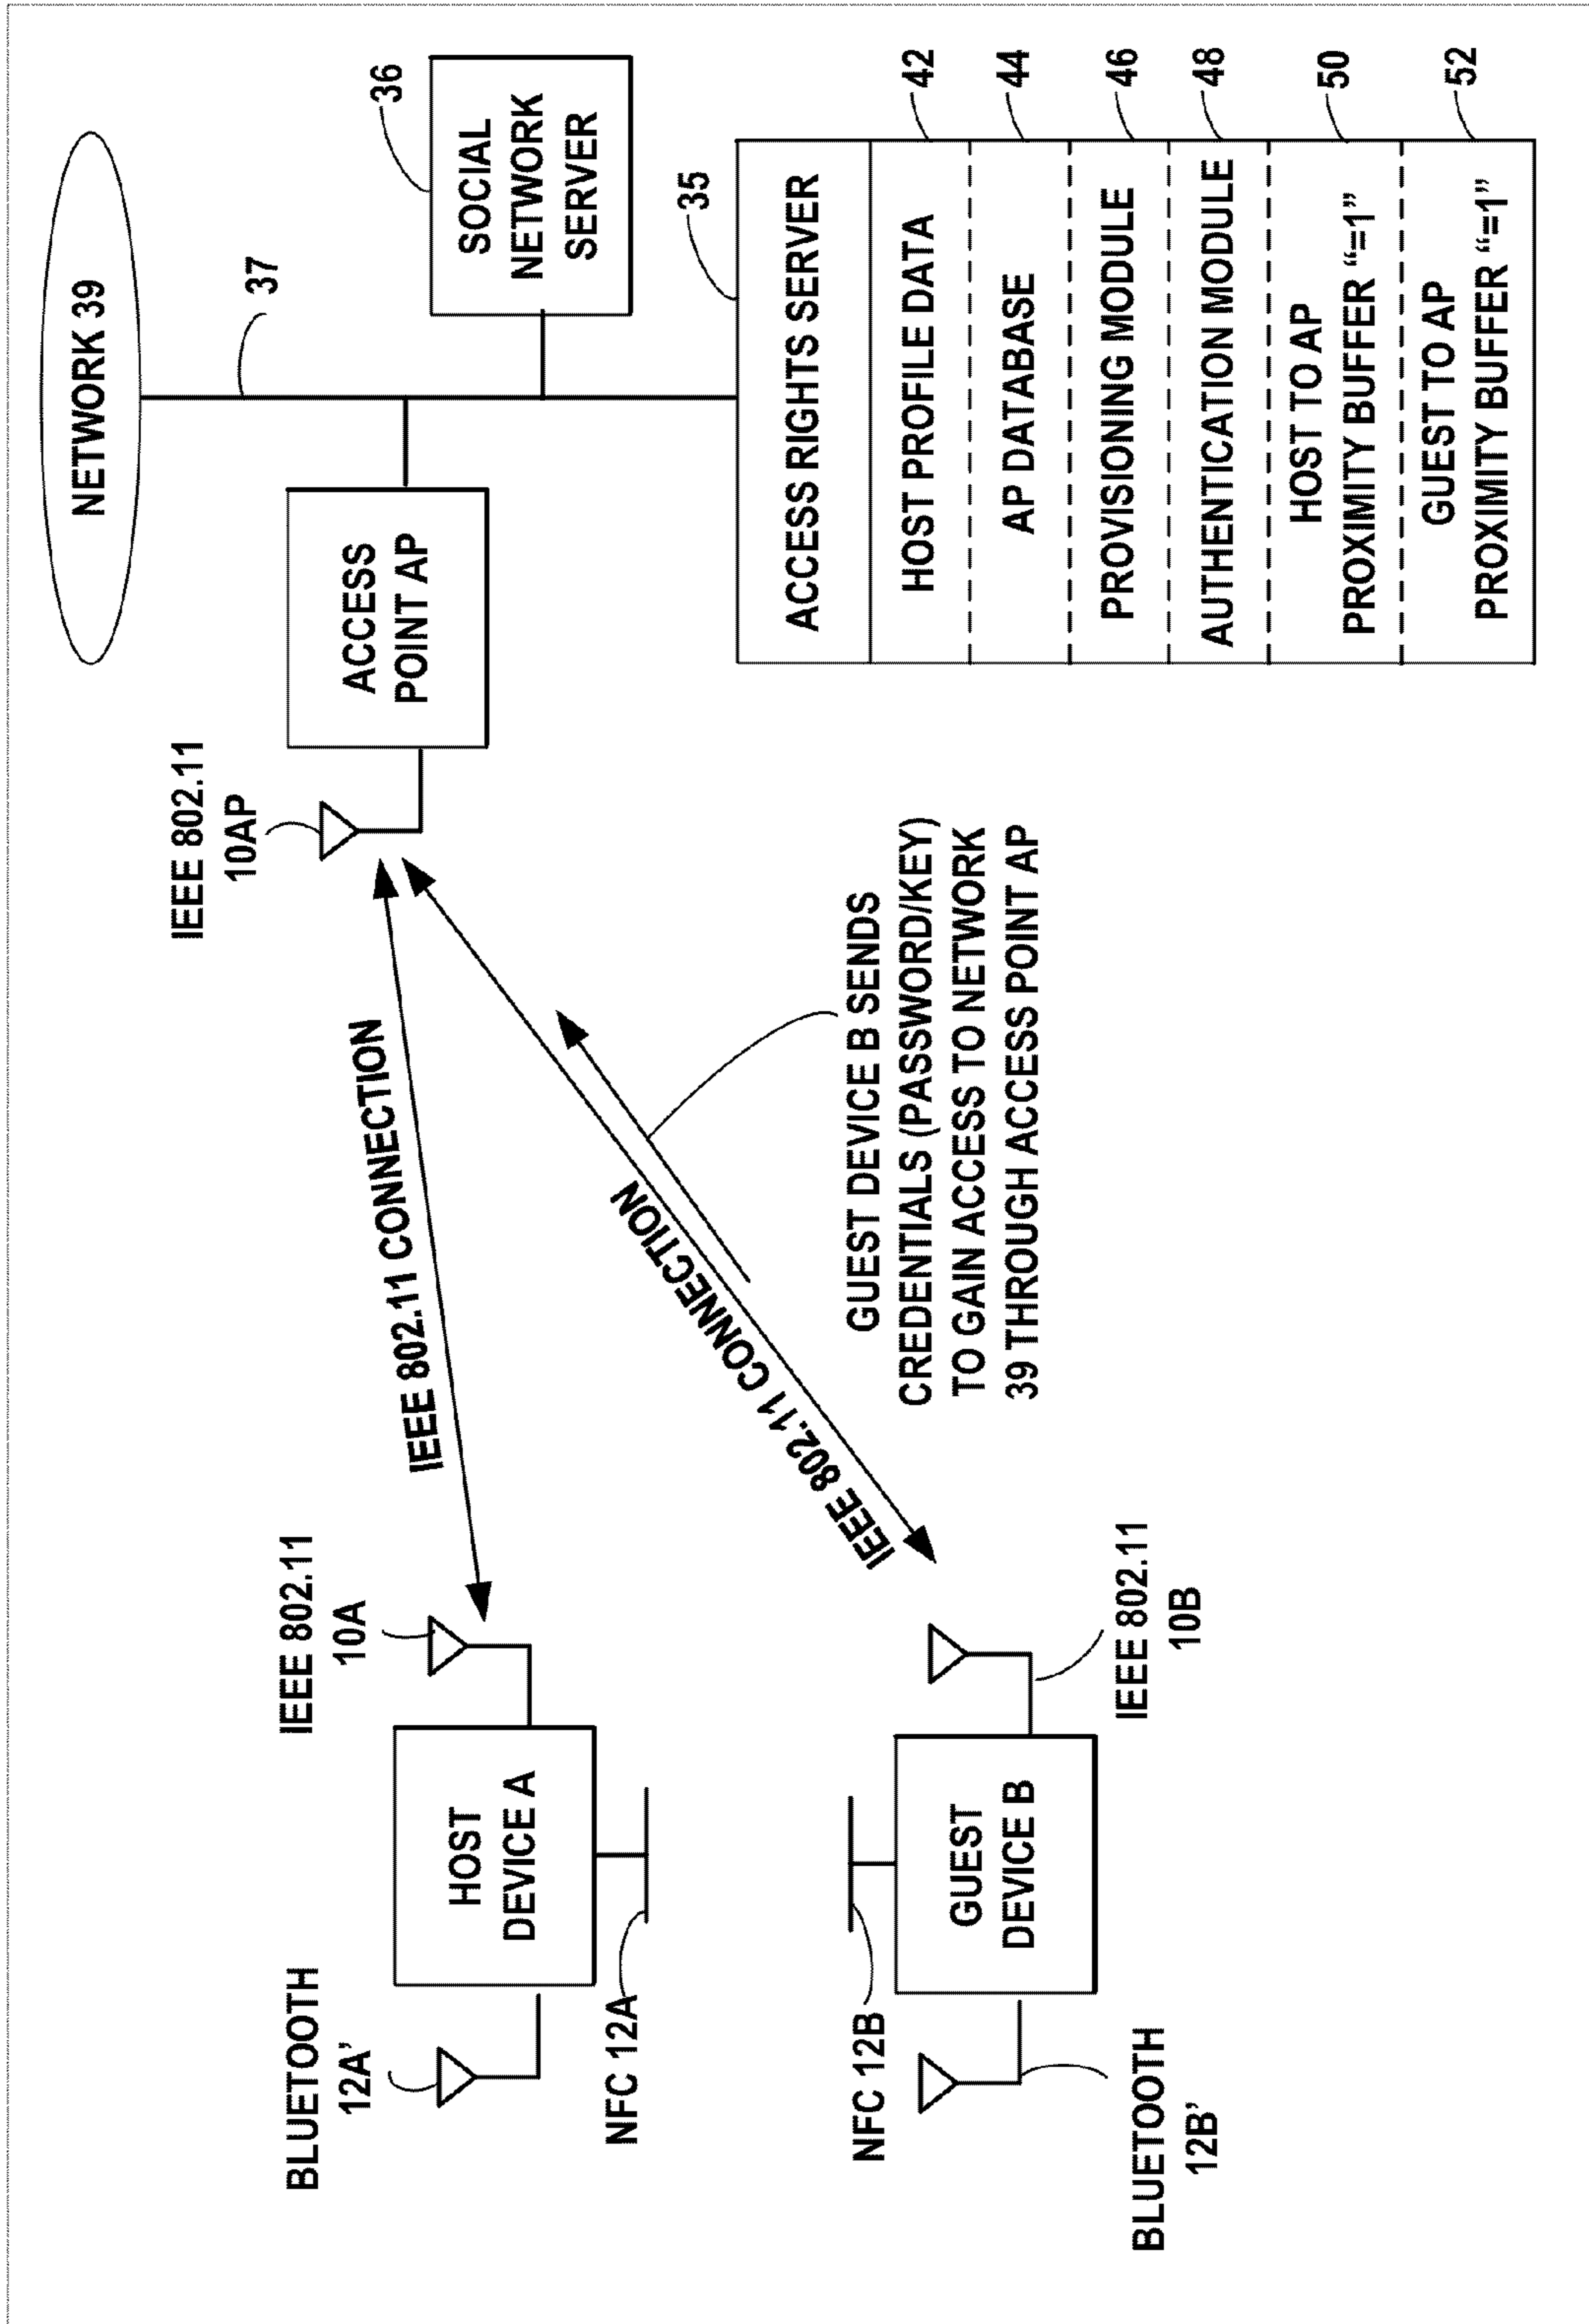 NETWORK 39
37
SOCIAL
NETWORK
SERVER
36
ACCESS
POINT AP
IEEE 802.11
10AP
35
ACCESS RIGHTS SERVER
HOST PROFILE DATA
42
AP DATABASE
44
PROVISIONING MODULE
46
AUTHENTICATION MODULE
48
HOST TO AP
PROXIMITY BUFFER “=1”
50
GUEST TO AP
PROXIMITY BUFFER “=1”
52
IEEE 802.11 CONNECTION
IEEE 802.11 CONNECTION
GUEST DEVICE B SENDS
CREDENTIALS (PASSWORD/KEY)
TO GAIN ACCESS TO NETWORK
39 THROUGH ACCESS POINT AP
IEEE 802.11
10A
HOST
DEVICE A
BLUETOOTH
12A’
NFC 12A
NFC 12B
GUEST
DEVICE B
IEEE 802.11
10B
BLUETOOTH
12B’